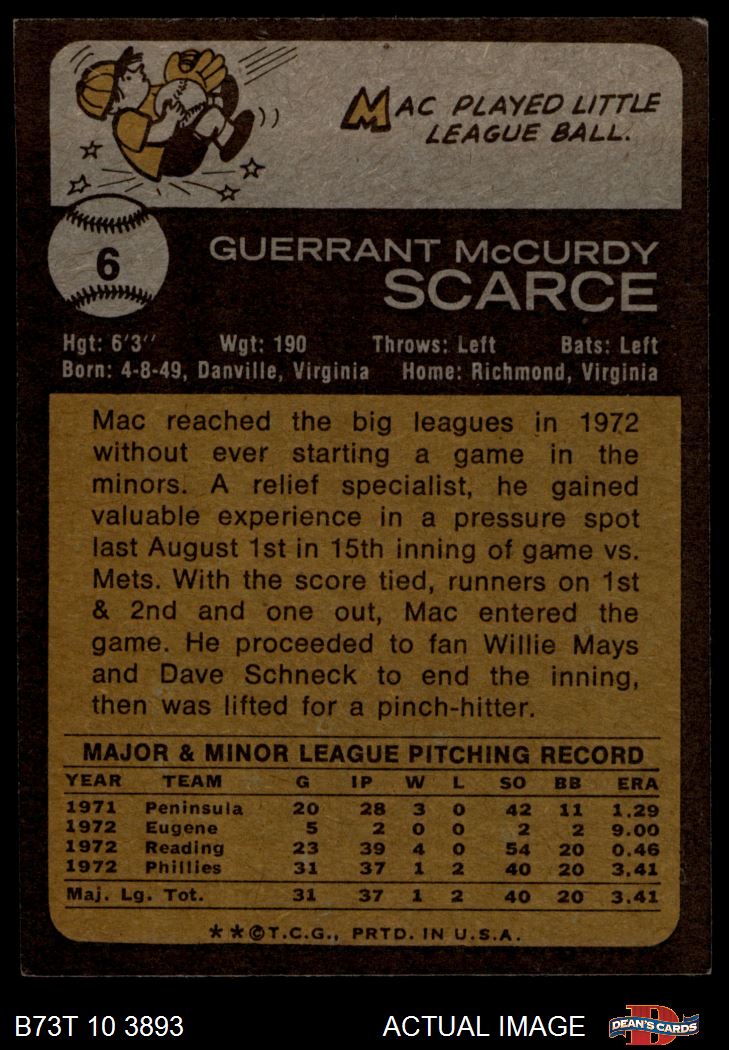 MAC PLAYED LITTLE
LEAGUE BALL.
6
GUERRANT McCURDY
SCARCE
Hgt: 6'3'' Wgt: 190 Throws: Left Bats: Left
Born: 4-8-49, Danville, Virginia Home: Richmond, Virginia
Mac reached the big leagues in 1972
without ever starting a game in the
minors. A relief specialist, he gained
valuable experience in a pressure spot
last August 1st in 15th inning of game vs.
Mets. With the score tied, runners on 1st
& 2nd and one out, Mac entered the
game. He proceeded to fan Willie Mays
and Dave Schneck to end the inning,
then was lifted for a pinch-hitter.
MAJOR & MINOR LEAGUE PITCHING RECORD
YEAR TEAM G IP W L SO BB ERA
1971 Peninsula 20 28 3 0 42 11 1.29
1972 Eugene 5 2 0 0 2 2 9.00
1972 Reading 23 39 4 0 54 20 0.46
1972 Phillies 31 37 1 2 40 20 3.41
Maj. Lg. Tot. 31 37 1 2 40 20 3.41
**©T.C.G., PRTD. IN U.S.A.
B73T 10 3893 ACTUAL IMAGE DEAN'S CARDS